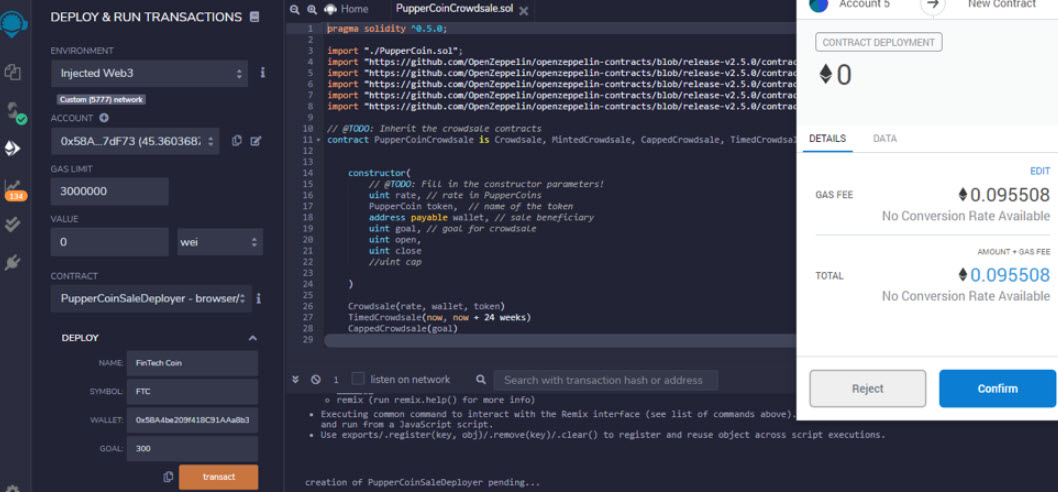 DEPLOY & RUN TRANSACTIONS
ENVIRONMENT
Injected Web3
Custom (5777) network
ACCOUNT
0x58A...7dF73 (45.360368
GAS LIMIT
3000000
VALUE
0
wei
CONTRACT
PupperCoinSaleDeployer - browser/
DEPLOY
NAME: FinTech Coin
SYMBOL: FTC
WALLET: 0x58A4be209f418C91AAa8b3
GOAL: 300
transact
134
Home
PupperCoinCrowdsale.sol
1 pragma solidity ^0.5.0;
2
3 import "./PupperCoin.sol";
4 import "https://github.com/OpenZeppelin/openzeppelin-contracts/blob/release-v2.5.0/contrac
5 import "https://github.com/OpenZeppelin/openzeppelin-contracts/blob/release-v2.5.0/contrac
6 import "https://github.com/OpenZeppelin/openzeppelin-contracts/blob/release-v2.5.0/contrac
7 import "https://github.com/OpenZeppelin/openzeppelin-contracts/blob/release-v2.5.0/contrac
8 import "https://github.com/OpenZeppelin/openzeppelin-contracts/blob/release-v2.5.0/contrac
9
10 // @TODO: Inherit the crowdsale contracts
11 contract PupperCoinCrowdsale is Crowdsale, MintedCrowdsale, CappedCrowdsale, TimedCrowdsal
12
13
14 constructor(
15 // @TODO: Fill in the constructor parameters!
16 uint rate, // rate in PupperCoins
17 PupperCoin token, // name of the token
18 address payable wallet, // sale beneficiary
19 uint goal, // goal for crowdsale
20 uint open,
21 uint close
22 //uint cap
23
24 )
25
26 Crowdsale(rate, wallet, token)
27 TimedCrowdsale(now, now + 24 weeks)
28 CappedCrowdsale(goal)
29
1
listen on network
Search with transaction hash or address
remix (run remix.help() for more info)
Executing common command to interact with the Remix interface (see list of commands above).
and run from a JavaScript script.
Use exports/.register(key, obj)/.remove(key)/.clear() to register and reuse object across script executions.
creation of PupperCoinSaleDeployer pending...
Account 5
New Contract
CONTRACT DEPLOYMENT
0
DETAILS
DATA
EDIT
GAS FEE
0.095508
No Conversion Rate Available
AMOUNT + GAS FEE
TOTAL
0.095508
No Conversion Rate Available
Reject
Confirm